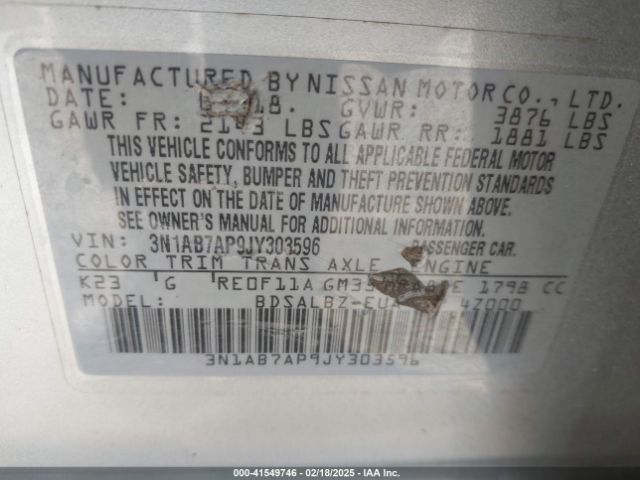 MANUFACTURED BY NISSAN MOTOR CO., LTD.
DATE: 18. GVWR: 3876 LBS
GAWR FR: LBS GAWR RR: 1881 LBS
THIS VEHICLE CONFORMS TO ALL APPLICABLE FEDERAL MOTOR
VEHICLE SAFETY, BUMPER AND THEFT PREVENTION STANDARDS
IN EFFECT ON THE DATE OF MANUFACTURE SHOWN ABOVE.
SEE OWNER'S MANUAL FOR ADDITIONAL INFORMATION.
VIN: 3N1AB7AP9JY303596 PASSENGER CAR.
COLOR TRIM TRANS AXLE ENGINE
K23 G RE0F11A GM35 1798 CC
MODEL: BDSALBZ-EU 4Z000
3N1AB7AP9JY303596
000-41549746 — 02/18/2025 — IAA, Inc.